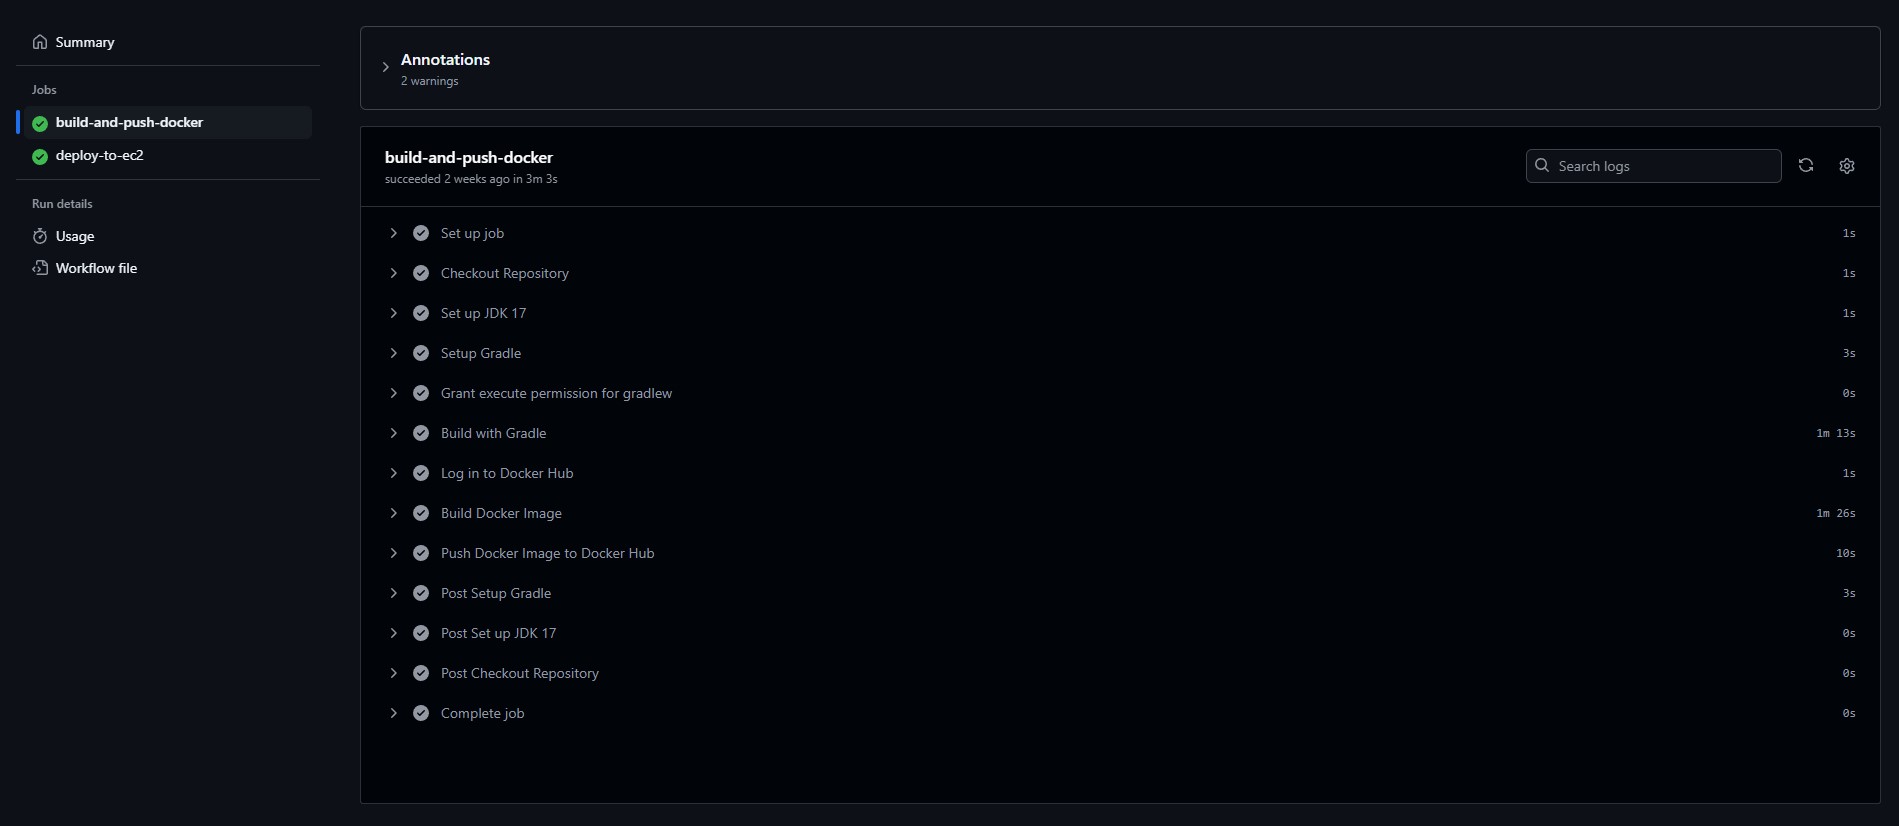 Summary
Jobs
build-and-push-docker
deploy-to-ec2
Run details
Usage
Workflow file
Annotations
2 warnings
build-and-push-docker
succeeded 2 weeks ago in 3m 3s
Search logs
Set up job 1s
Checkout Repository 1s
Set up JDK 17 1s
Setup Gradle 3s
Grant execute permission for gradlew 0s
Build with Gradle 1m 13s
Log in to Docker Hub 1s
Build Docker Image 1m 26s
Push Docker Image to Docker Hub 10s
Post Setup Gradle 3s
Post Set up JDK 17 0s
Post Checkout Repository 0s
Complete job 0s